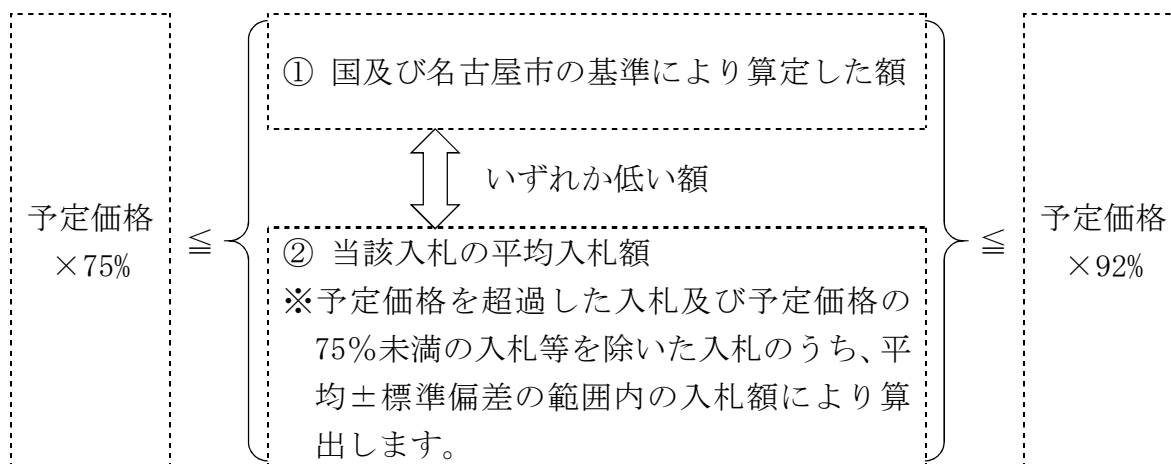 予定価格
×75%
≦
① 国及び名古屋市の基準により算定した額
いずれか低い額
② 当該入札の平均入札額
※予定価格を超過した入札及び予定価格の
75%未満の入札等を除いた入札のうち、平
均±標準偏差の範囲内の入札額により算
出します。
≦
予定価格
×92%